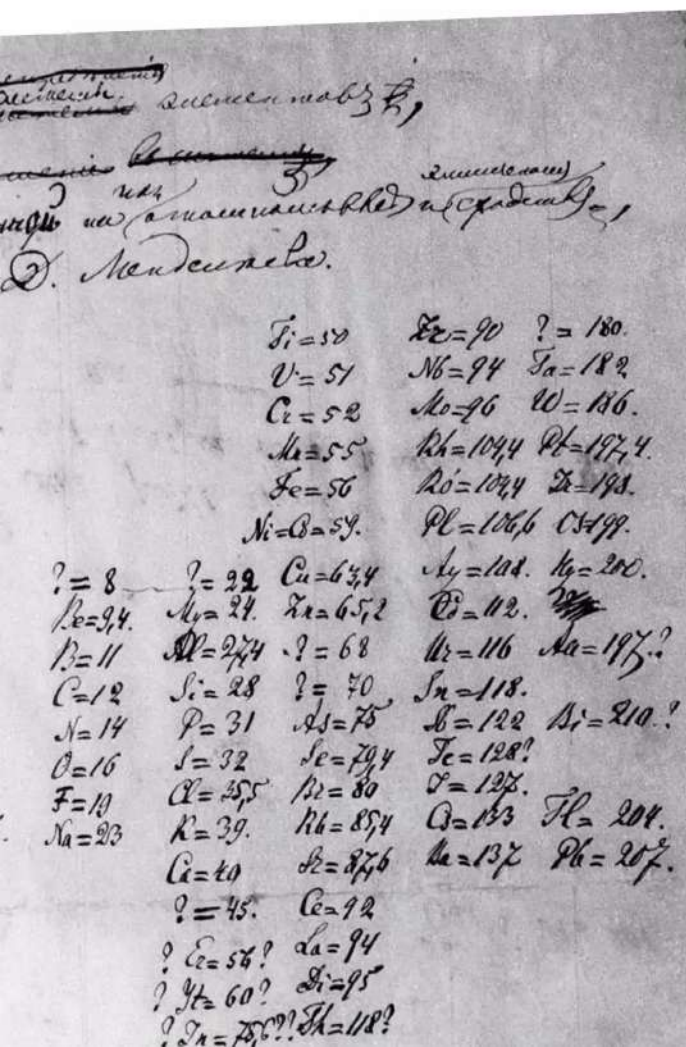 элементовъ
на
Д. Менделѣева.
Ti=50 Zr=90 ?=180.
V=51 Nb=94 Ta=182
Cr=52 Mo=96 W=186.
Mn=55 Rh=104,4 Pt=197,4.
Fe=56 Ru=104,4 Ir=198.
Ni=Co=59. Pl=106,6 Os=199.
?=8 ?=22 Cu=63,4 Ag=108. Hg=200.
Be=9,4. Mg=24. Zn=65,2 Cd=112.
B=11 Al=27,4 ?=68 Ur=116 Au=197?
C=12 Si=28 ?=70 Sn=118.
N=14 P=31 As=75 Sb=122 Bi=210?
O=16 S=32 Se=79,4 Te=128?
F=19 Cl=35,5 Br=80 I=127.
Na=23 K=39. Rb=85,4 Cs=133 Tl=204.
Ca=40 Sr=87,6 Ba=137 Pb=207.
?=45. Ce=92
? Er=56? La=94
? Yt=60? Di=95
? In=75,6?? Th=118?